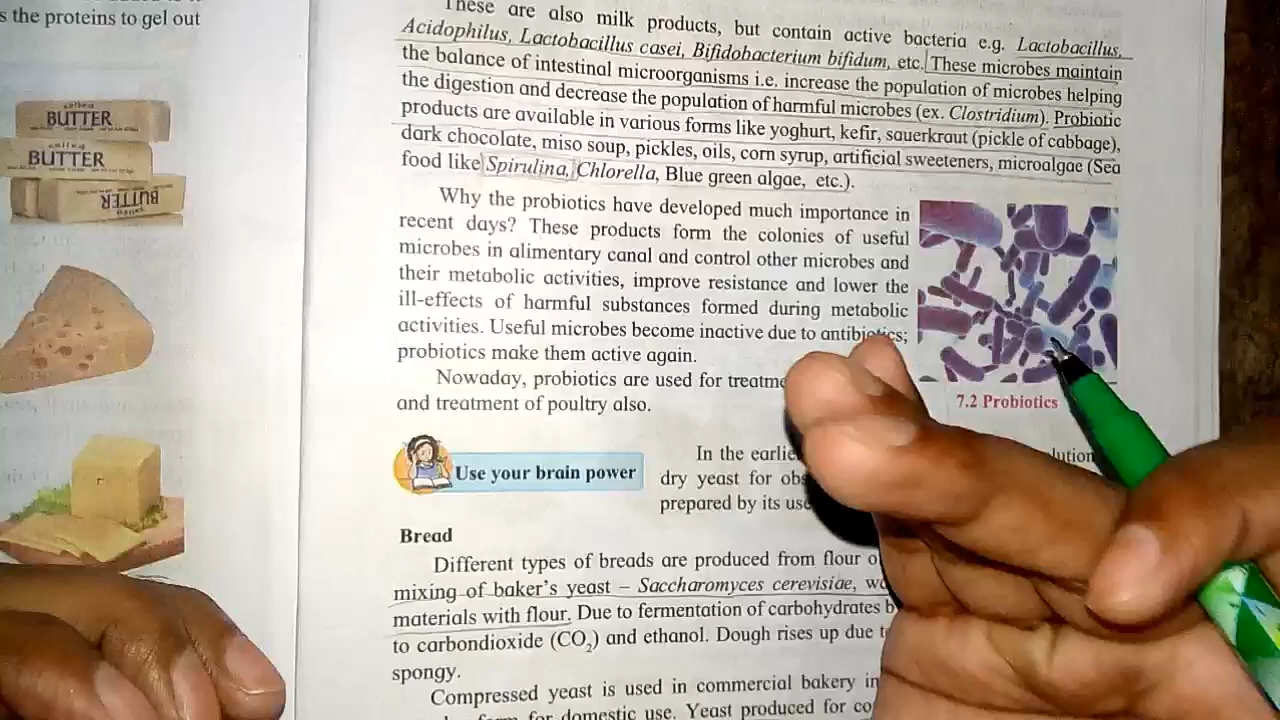 s the proteins to gel out
BUTTER
BUTTER
BUTTER
These are also milk products, but contain active bacteria e.g. Lactobacillus,
Acidophilus, Lactobacillus casei, Bifidobacterium bifidum, etc. These microbes maintain
the balance of intestinal microorganisms i.e. increase the population of microbes helping
the digestion and decrease the population of harmful microbes (ex. Clostridium). Probiotic
products are available in various forms like yoghurt, kefir, sauerkraut (pickle of cabbage),
dark chocolate, miso soup, pickles, oils, corn syrup, artificial sweeteners, microalgae (Sea
food like Spirulina, Chlorella, Blue green algae, etc.).
Why the probiotics have developed much importance in
recent days? These products form the colonies of useful
microbes in alimentary canal and control other microbes and
their metabolic activities, improve resistance and lower the
ill-effects of harmful substances formed during metabolic
activities. Useful microbes become inactive due to antibiotics;
probiotics make them active again.
Nowaday, probiotics are used for treatme
and treatment of poultry also.
7.2 Probiotics
Use your brain power
In the earlie lution
dry yeast for obs
prepared by its use
Bread
Different types of breads are produced from flour o
mixing of baker's yeast – Saccharomyces cerevisiae, wa
materials with flour. Due to fermentation of carbohydrates b
to carbondioxide (CO₂) and ethanol. Dough rises up due t
spongy.
Compressed yeast is used in commercial bakery in
for domestic use. Yeast produced for co